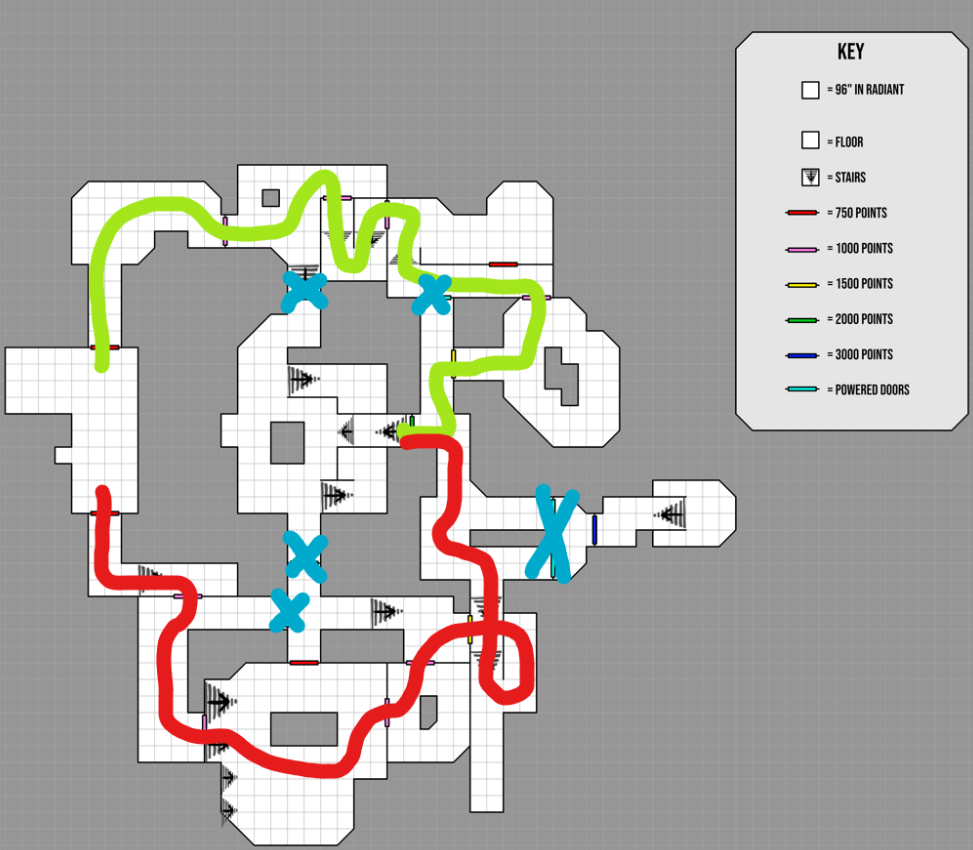 KEY
= 96" IN RADIANT
= FLOOR
= STAIRS
= 750 POINTS
= 1000 POINTS
= 1500 POINTS
= 2000 POINTS
= 3000 POINTS
= POWERED DOORS